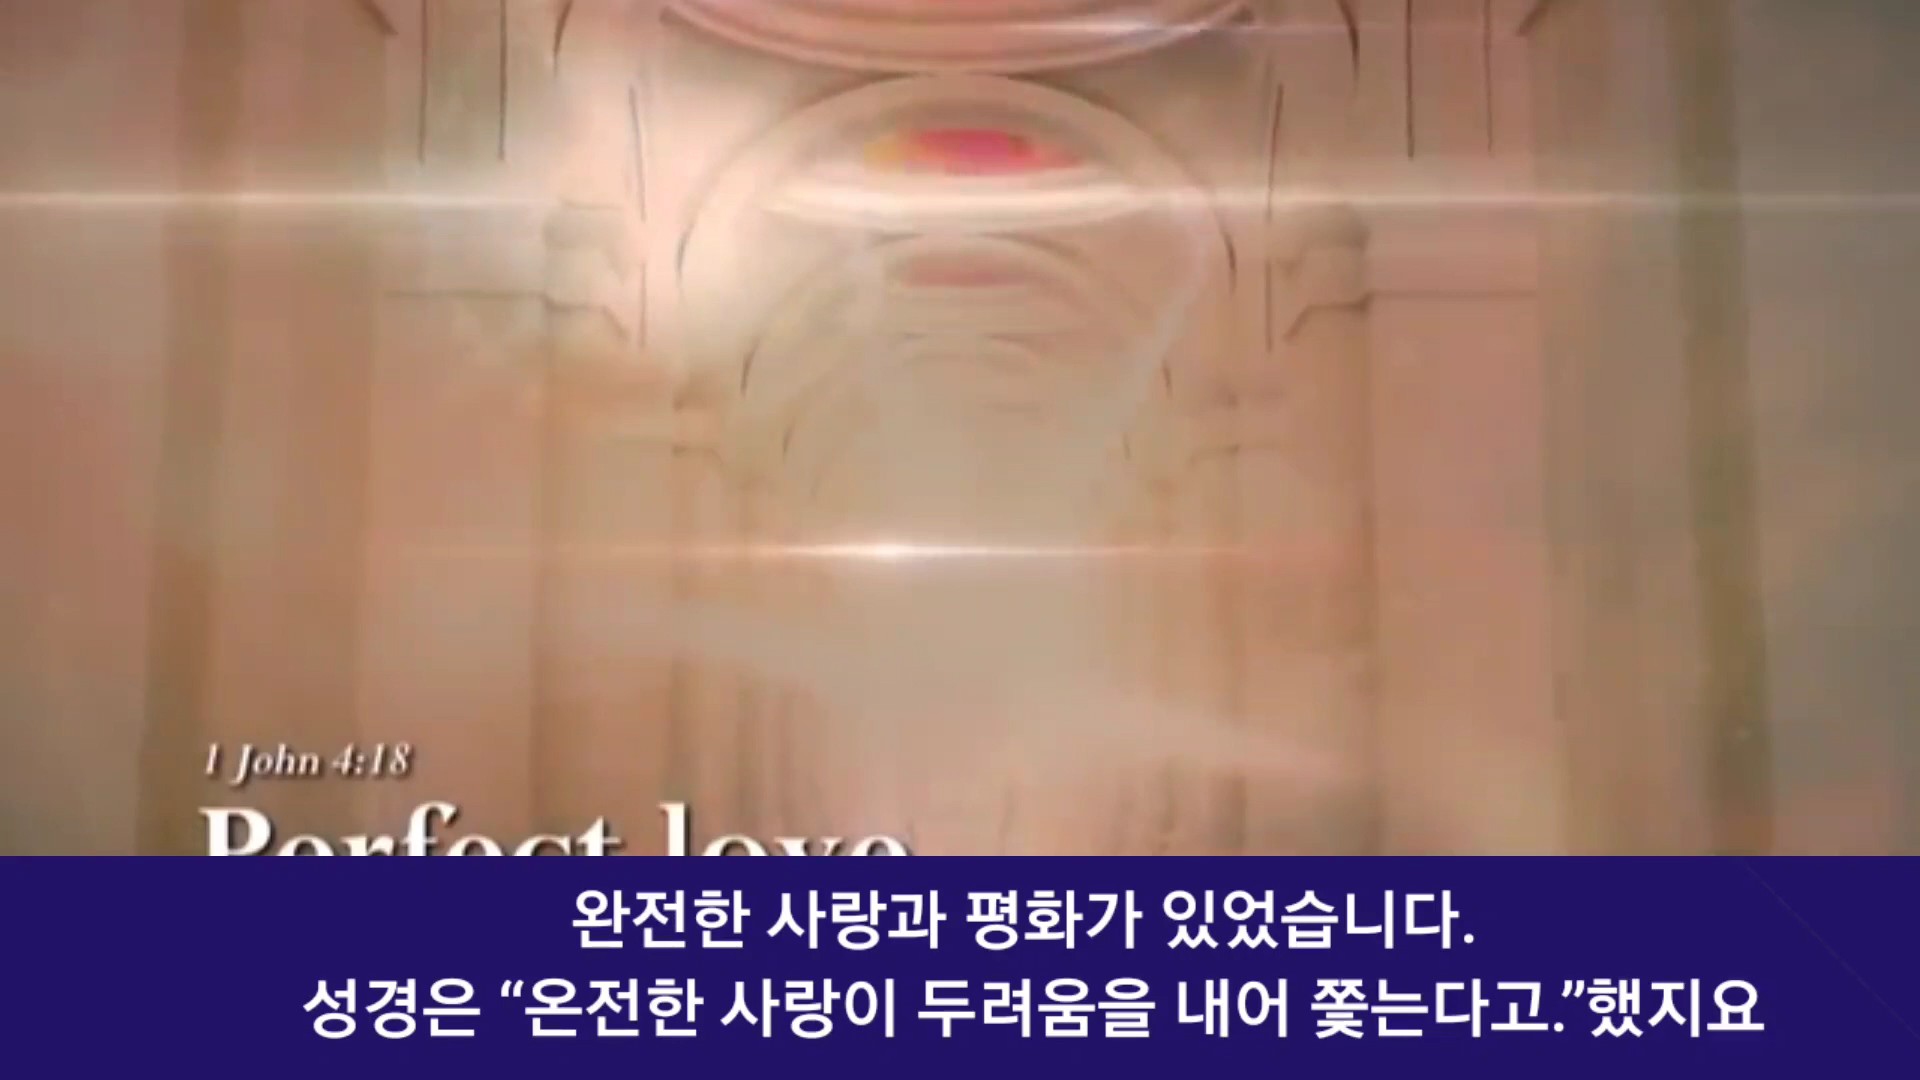 1 John 4:18
Perfect love
완전한 사랑과 평화가 있었습니다.
성경은 “온전한 사랑이 두려움을 내어 쫓는다고.”했지요